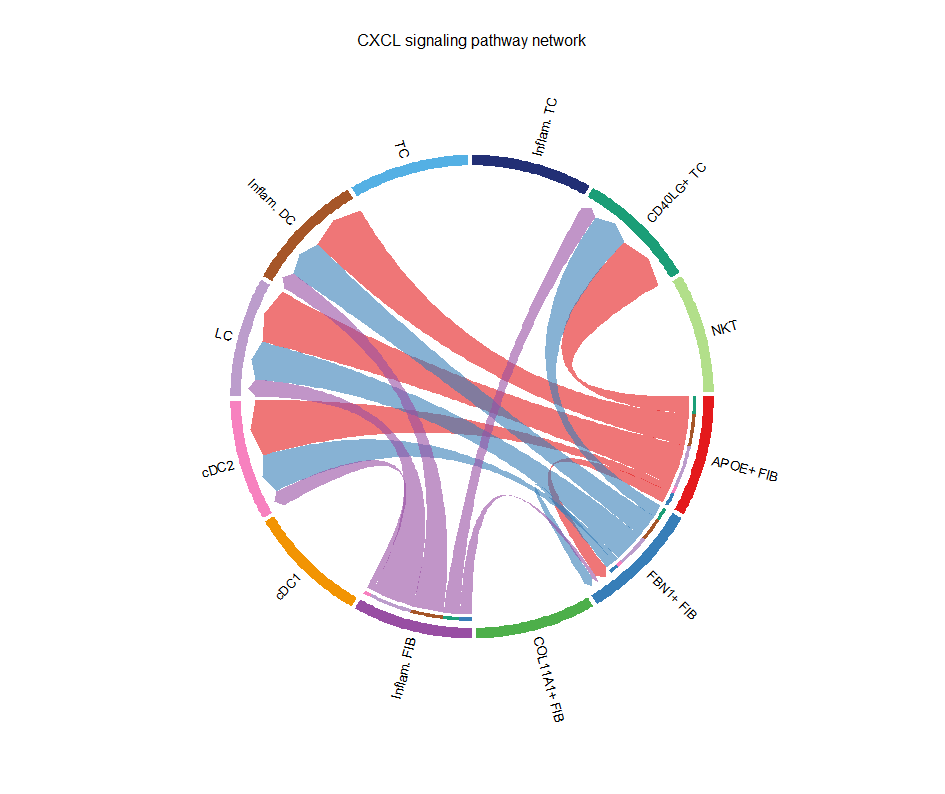 CXCL signaling pathway network
Inflam. TC
TC
CD40LG+ TC
Inflam. DC
NKT
LC
APOE+ FIB
cDC2
FBN1+ FIB
cDC1
COL11A1+ FIB
Inflam. FIB